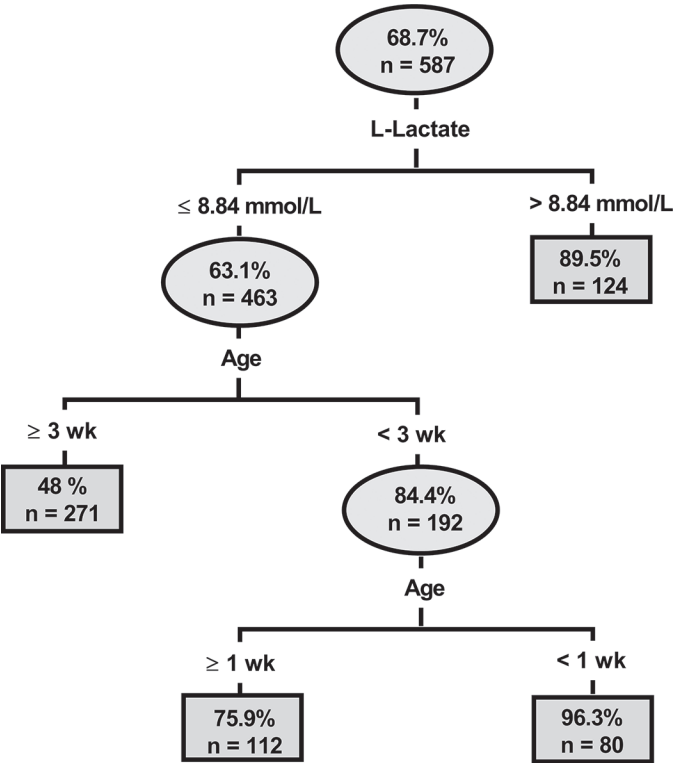 68.7%
n = 587
L-Lactate
≤ 8.84 mmol/L
> 8.84 mmol/L
63.1%
n = 463
89.5%
n = 124
Age
≥ 3 wk
< 3 wk
48 %
n = 271
84.4%
n = 192
Age
≥ 1 wk
< 1 wk
75.9%
n = 112
96.3%
n = 80